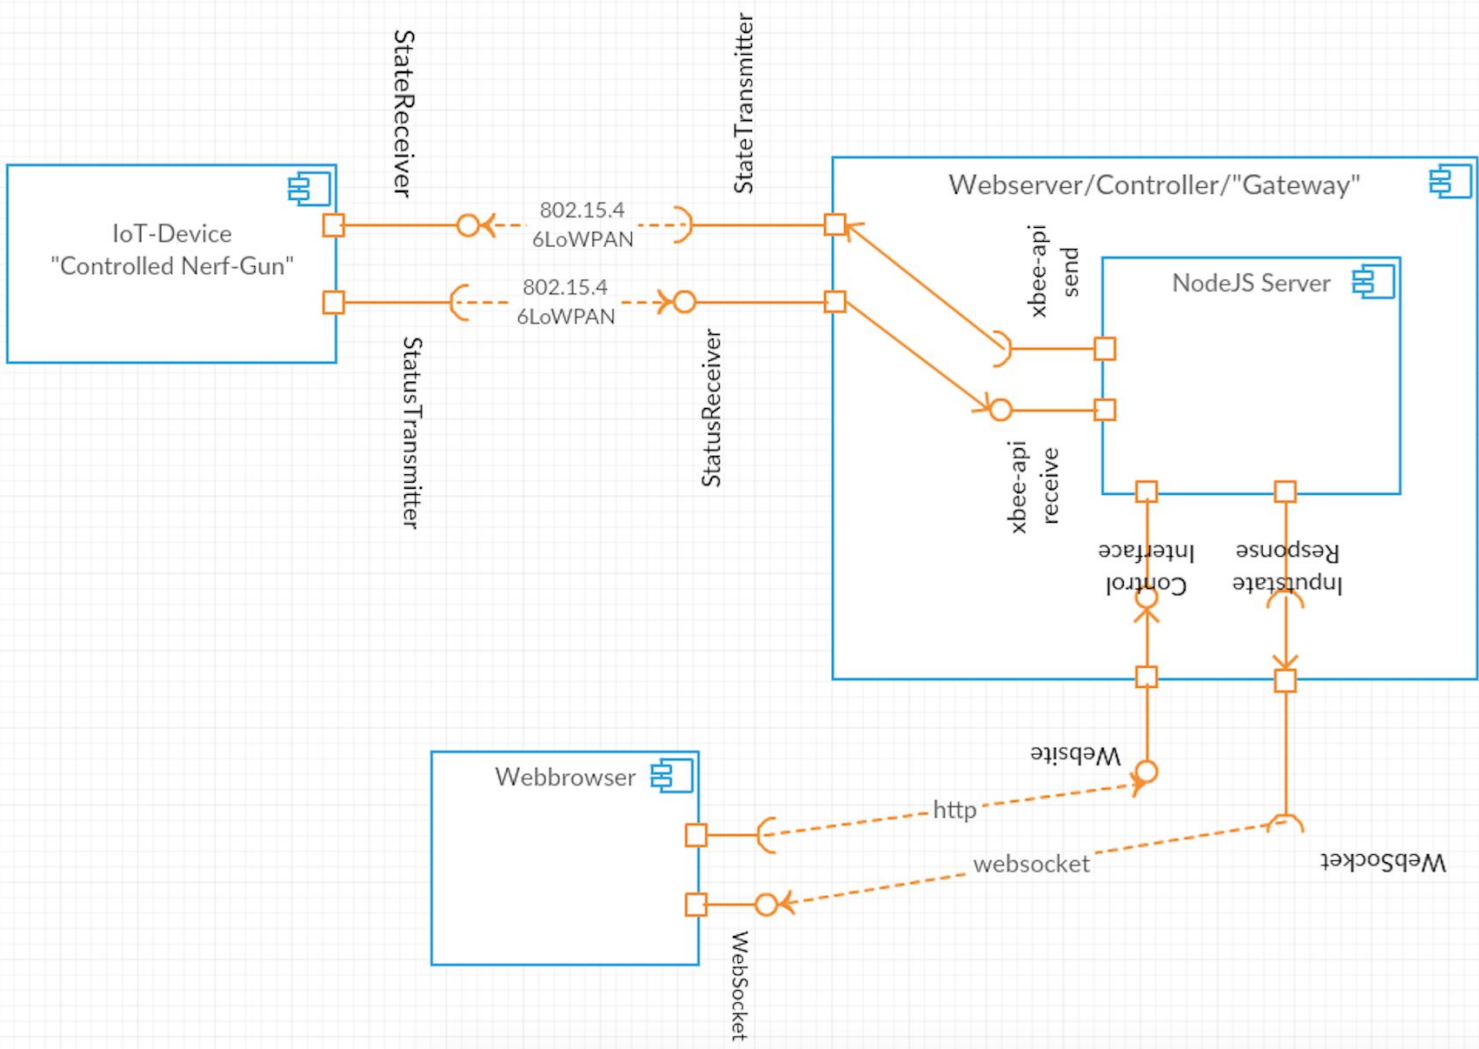 StateReceiver
StateTransmitter
IoT-Device
"Controlled Nerf-Gun"
802.15.4
6LoWPAN
802.15.4
6LoWPAN
StatusTransmitter
StatusReceiver
Webserver/Controller/"Gateway"
xbee-api
send
NodeJS Server
xbee-api
receive
Control
Interface
Inputstate
Response
Website
WebSocket
http
websocket
Webbrowser
WebSocket